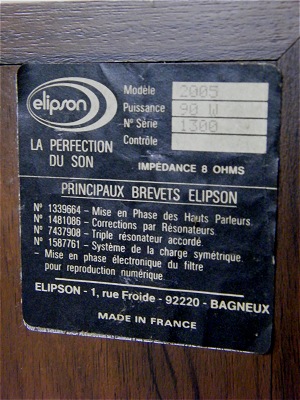 elipson
Modèle 2005
Puissance 90 W
N° Série 1300
Contrôle
LA PERFECTION
DU SON
IMPÉDANCE 8 OHMS
PRINCIPAUX BREVETS ELIPSON
N° 1339664 - Mise en Phase des Hauts Parleurs.
N° 1481086 - Corrections par Résonateurs.
N° 7437908 - Triple résonateur accordé.
N° 1587761 - Système de la charge symétrique.
- Mise en phase électronique du filtre
pour reproduction numérique.
ELIPSON - 1, rue Froide - 92220 - BAGNEUX
MADE IN FRANCE